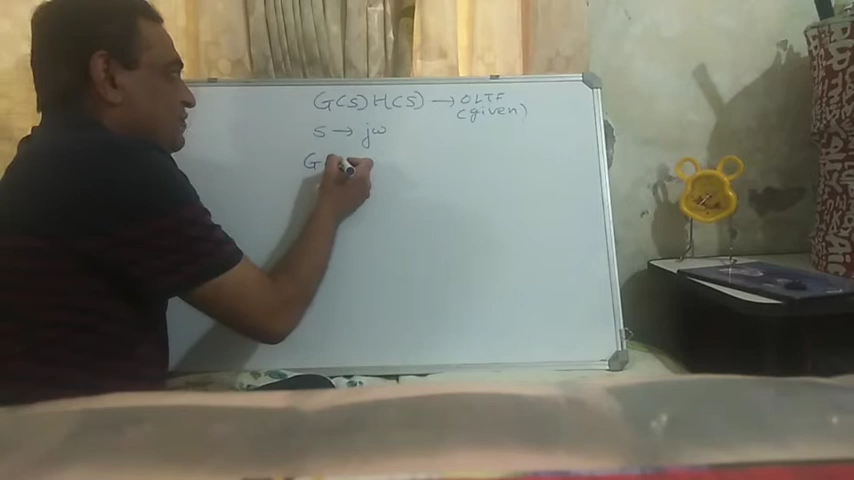 G(s)H(s) → OLTF
(given)
s → jω
G